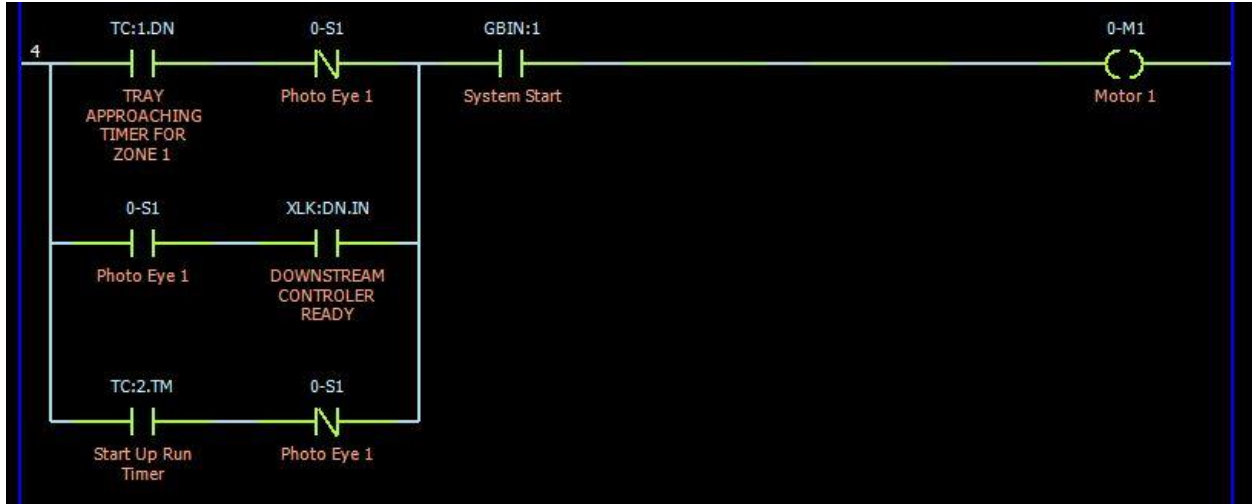 TC:1.DN 0-S1 GBIN:1 0-M1
4
TRAY Photo Eye 1 System Start Motor 1
APPROACHING
TIMER FOR
ZONE 1
0-S1 XLK:DN.IN
Photo Eye 1 DOWNSTREAM
CONTROLER
READY
TC:2.TM 0-S1
Start Up Run Photo Eye 1
Timer